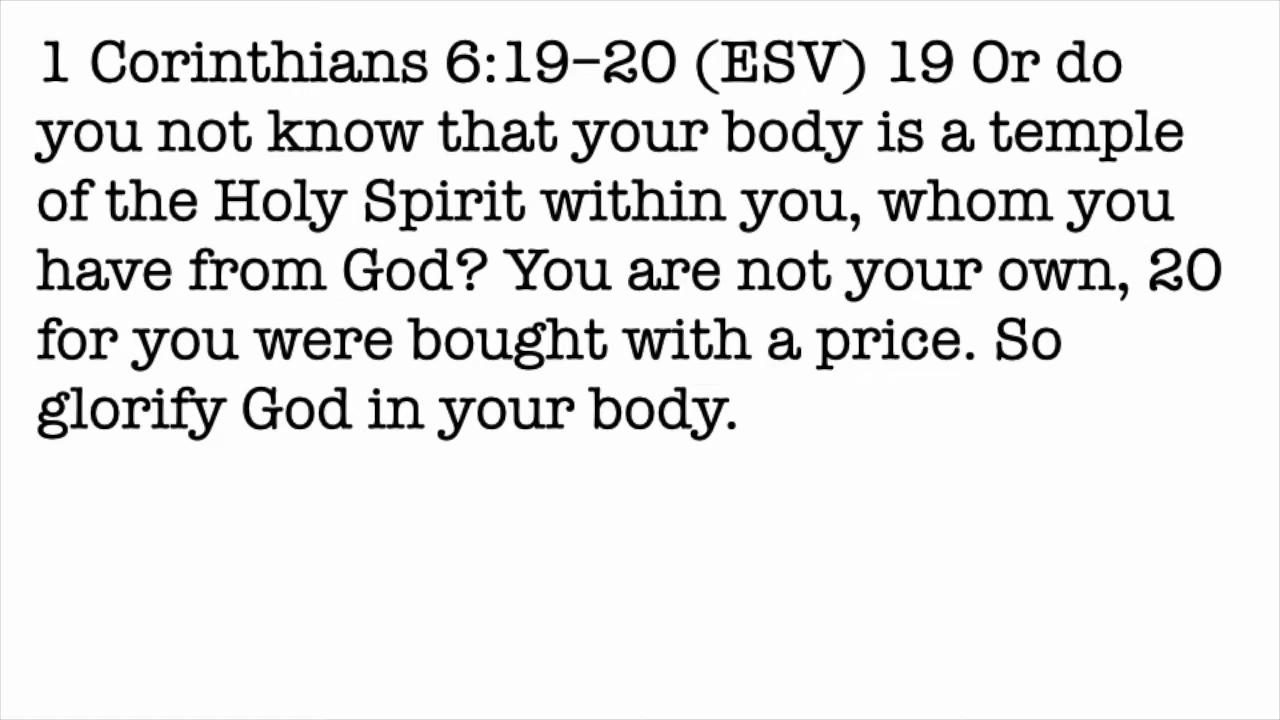 1 Corinthians 6:19–20 (ESV) 19 Or do
you not know that your body is a temple
of the Holy Spirit within you, whom you
have from God? You are not your own, 20
for you were bought with a price. So
glorify God in your body.